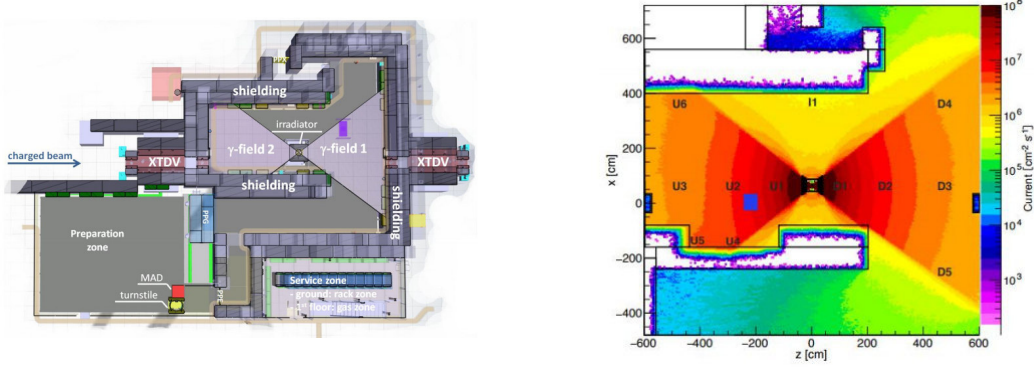 shielding
PPX
irradiator
charged beam
XTDV
γ-field 2
γ-field 1
XTDV
shielding
shielding
PPG
Preparation
zone
MAD
turnstile
PPE
Service zone
- ground: rack zone
floor: gas zone
x [cm]
600
400
200
0
−200
−400
U6
I1
D4
U3
U2
U1
D1
D2
D3
U5
U4
D5
−600
−400
−200
0
200
400
600
z [cm]
10⁸
10⁷
10⁶
10⁵
10⁴
10³
Current [cm⁻² s⁻¹]